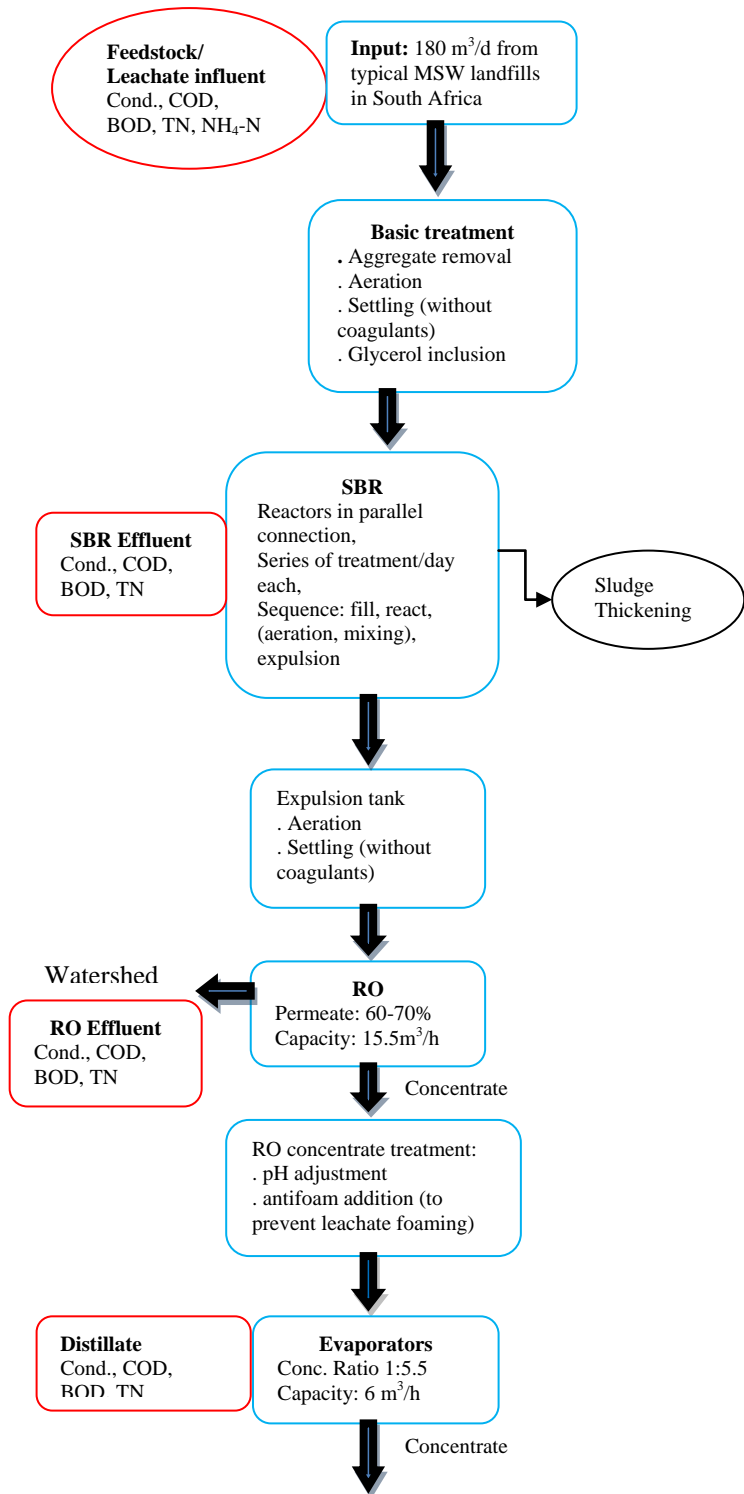 Feedstock/
Leachate influent
Cond., COD,
BOD, TN, NH₄-N
Input: 180 m³/d from
typical MSW landfills
in South Africa
Basic treatment
. Aggregate removal
. Aeration
. Settling (without
coagulants)
. Glycerol inclusion
SBR
Reactors in parallel
connection,
Series of treatment/day
each,
Sequence: fill, react,
(aeration, mixing),
expulsion
SBR Effluent
Cond., COD,
BOD, TN
Sludge
Thickening
Expulsion tank
. Aeration
. Settling (without
coagulants)
Watershed
RO
Permeate: 60-70%
Capacity: 15.5m³/h
RO Effluent
Cond., COD,
BOD, TN
Concentrate
RO concentrate treatment:
. pH adjustment
. antifoam addition (to
prevent leachate foaming)
Distillate
Cond., COD,
BOD, TN
Evaporators
Conc. Ratio 1:5.5
Capacity: 6 m³/h
Concentrate